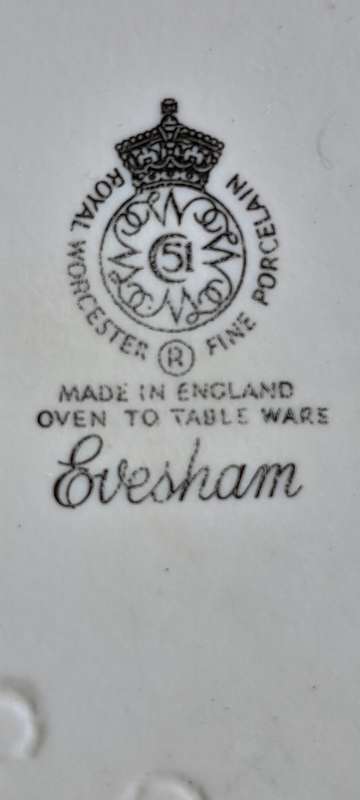 ROYAL WORCESTER FINE PORCELAIN
C 51
R
MADE IN ENGLAND
OVEN TO TABLE WARE
Evesham